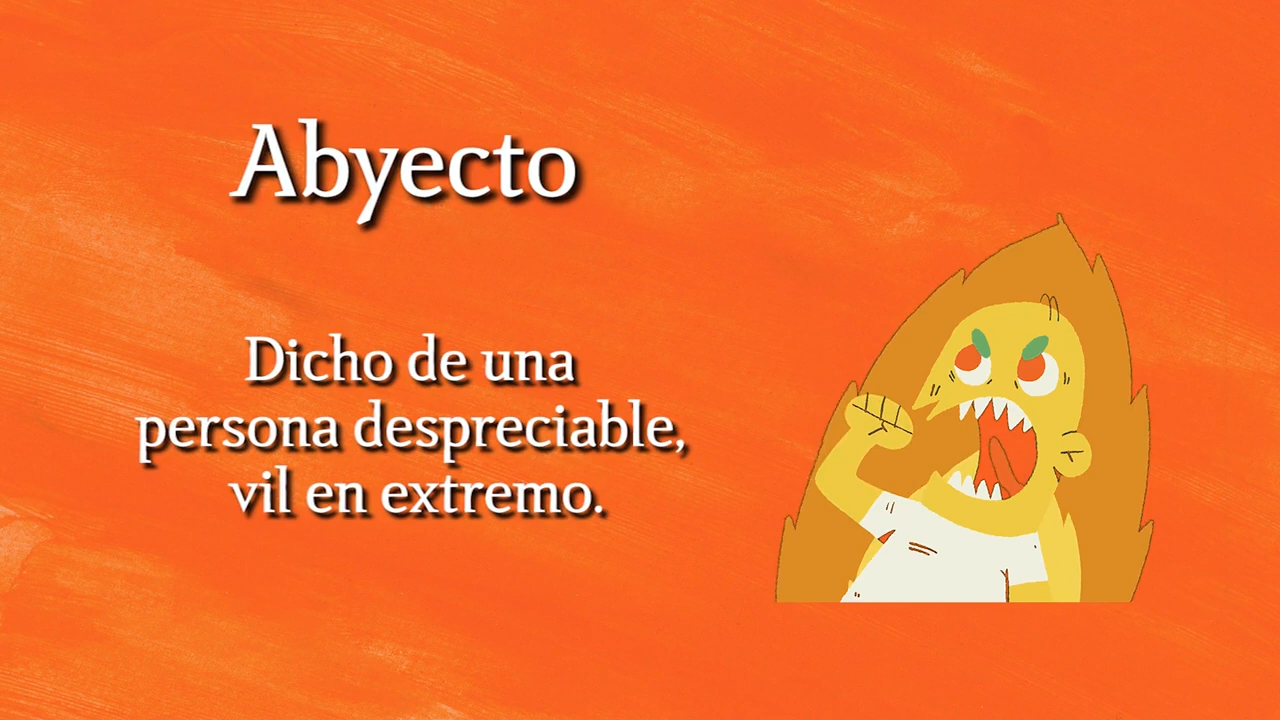 Abyecto
Dicho de una
persona despreciable,
vil en extremo.